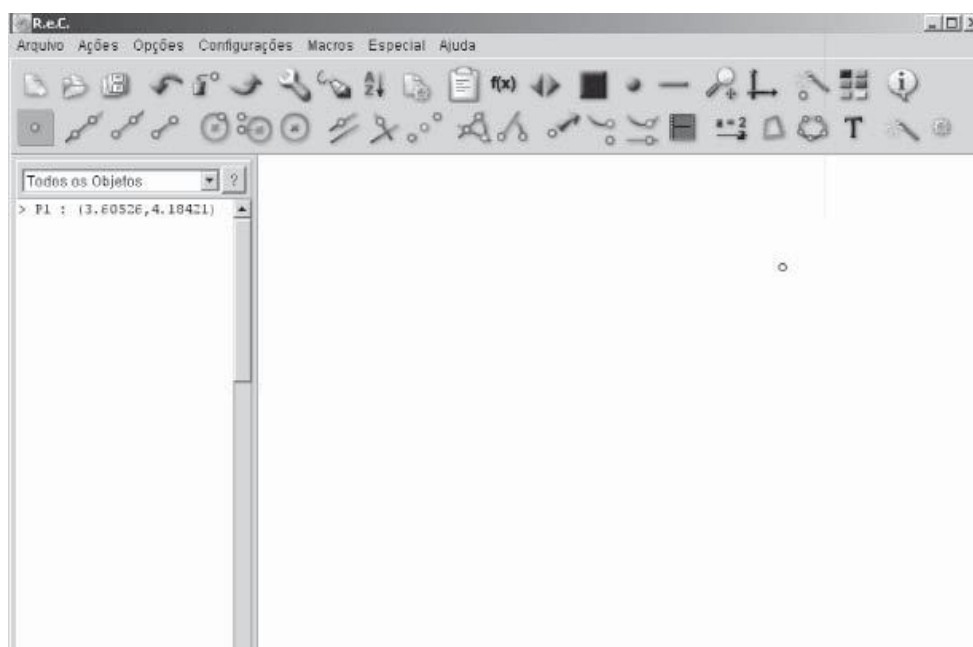 R.e.C.
Arquivo Ações Opções Configurações Macros Especial Ajuda
f(x)
T
Todos os Objetos ?
> P1 : (3.60526,4.18421)